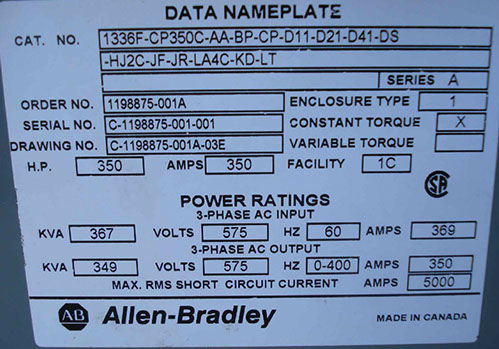 DATA NAMEPLATE
CAT. NO. 1336F-CP350C-AA-BP-CP-D11-D21-D41-DS
-HJ2C-JF-JR-LA4C-KD-LT
SERIES A
ORDER NO. 1198875-001A ENCLOSURE TYPE 1
SERIAL NO. C-1198875-001-001 CONSTANT TORQUE X
DRAWING NO. C-1198875-001A-03E VARIABLE TORQUE
H.P. 350 AMPS 350 FACILITY 1C
SA
POWER RATINGS
3-PHASE AC INPUT
KVA 367 VOLTS 575 HZ 60 AMPS 369
3-PHASE AC OUTPUT
KVA 349 VOLTS 575 HZ 0-400 AMPS 350
MAX. RMS SHORT CIRCUIT CURRENT AMPS 5000
AB Allen-Bradley MADE IN CANADA